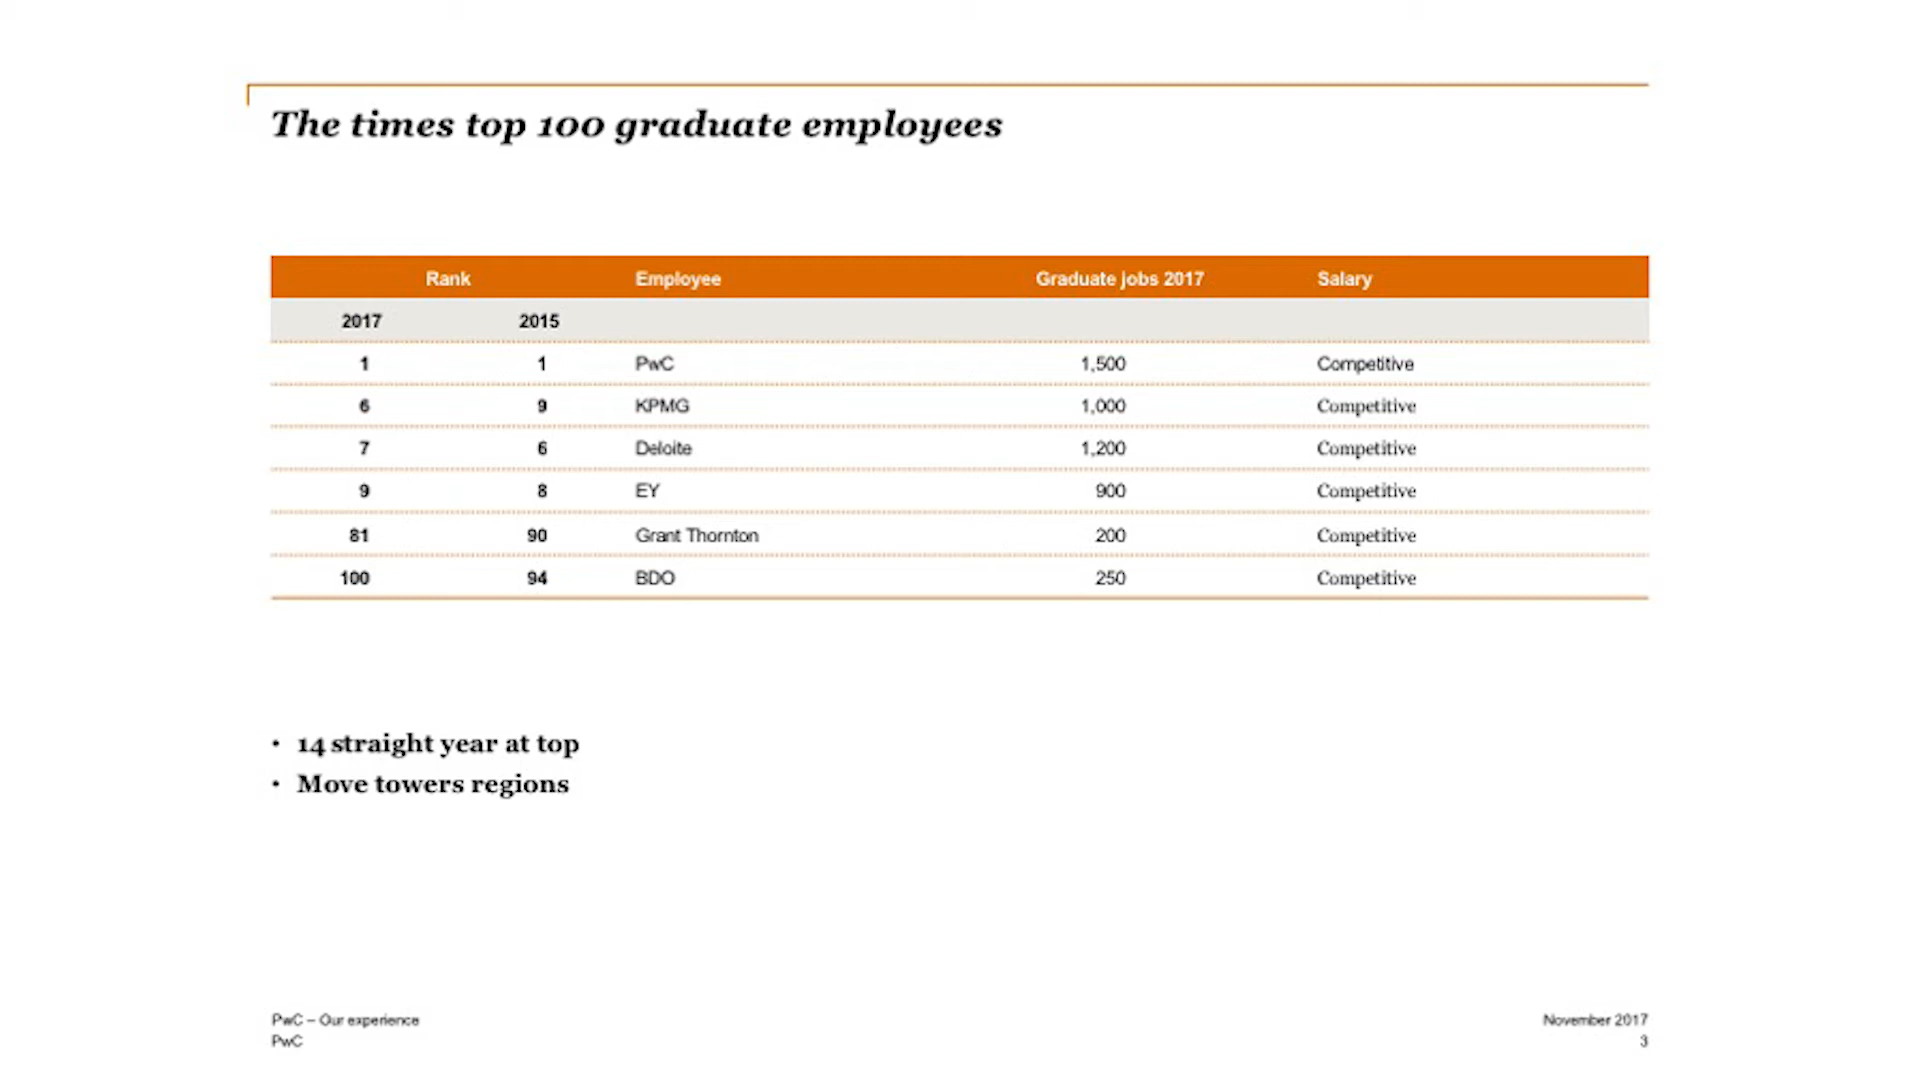 The times top 100 graduate employees
Rank Employee Graduate jobs 2017 Salary
2017 2015
1 1 PwC 1,500 Competitive
6 9 KPMG 1,000 Competitive
7 6 Deloite 1,200 Competitive
9 8 EY 900 Competitive
81 90 Grant Thornton 200 Competitive
100 94 BDO 250 Competitive
• 14 straight year at top
• Move towers regions
PwC – Our experience November 2017
PwC 3